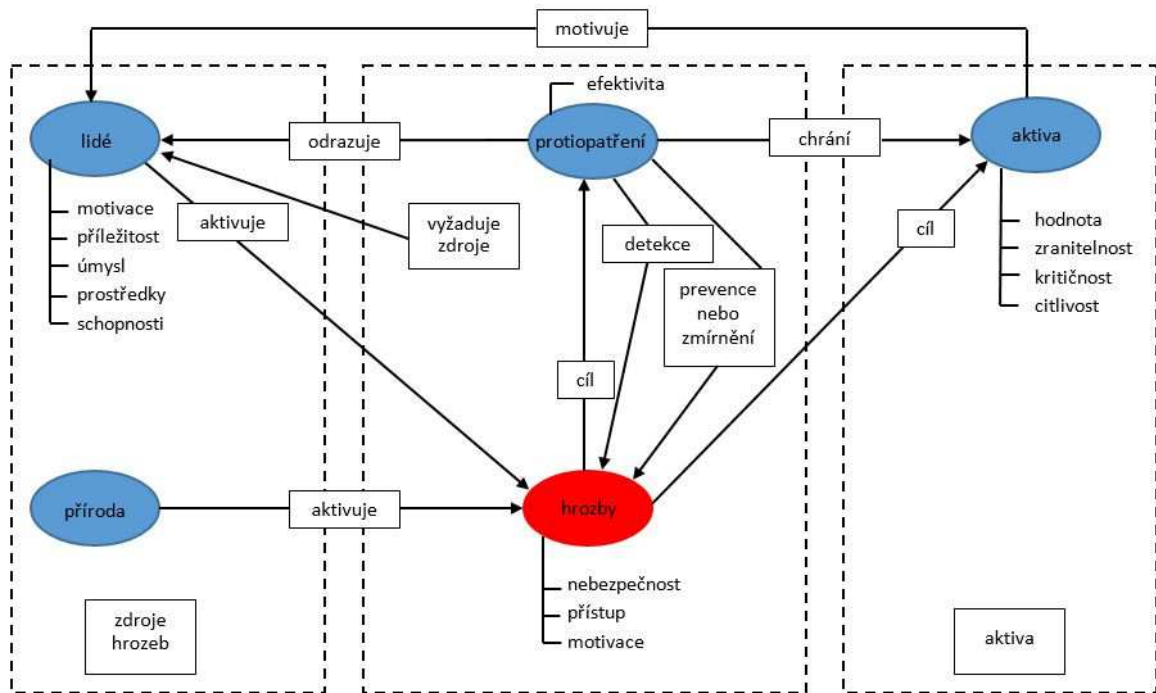 motivuje
efektivita
lidé
odrazuje
protiopatření
chrání
aktiva
motivace
příležitost
úmysl
prostředky
schopnosti
aktivuje
vyžaduje
zdroje
detekce
cíl
hodnota
zranitelnost
kritičnost
citlivost
prevence
nebo
zmírnění
cíl
příroda
aktivuje
hrozby
nebezpečnost
přístup
motivace
zdroje
hrozeb
aktiva